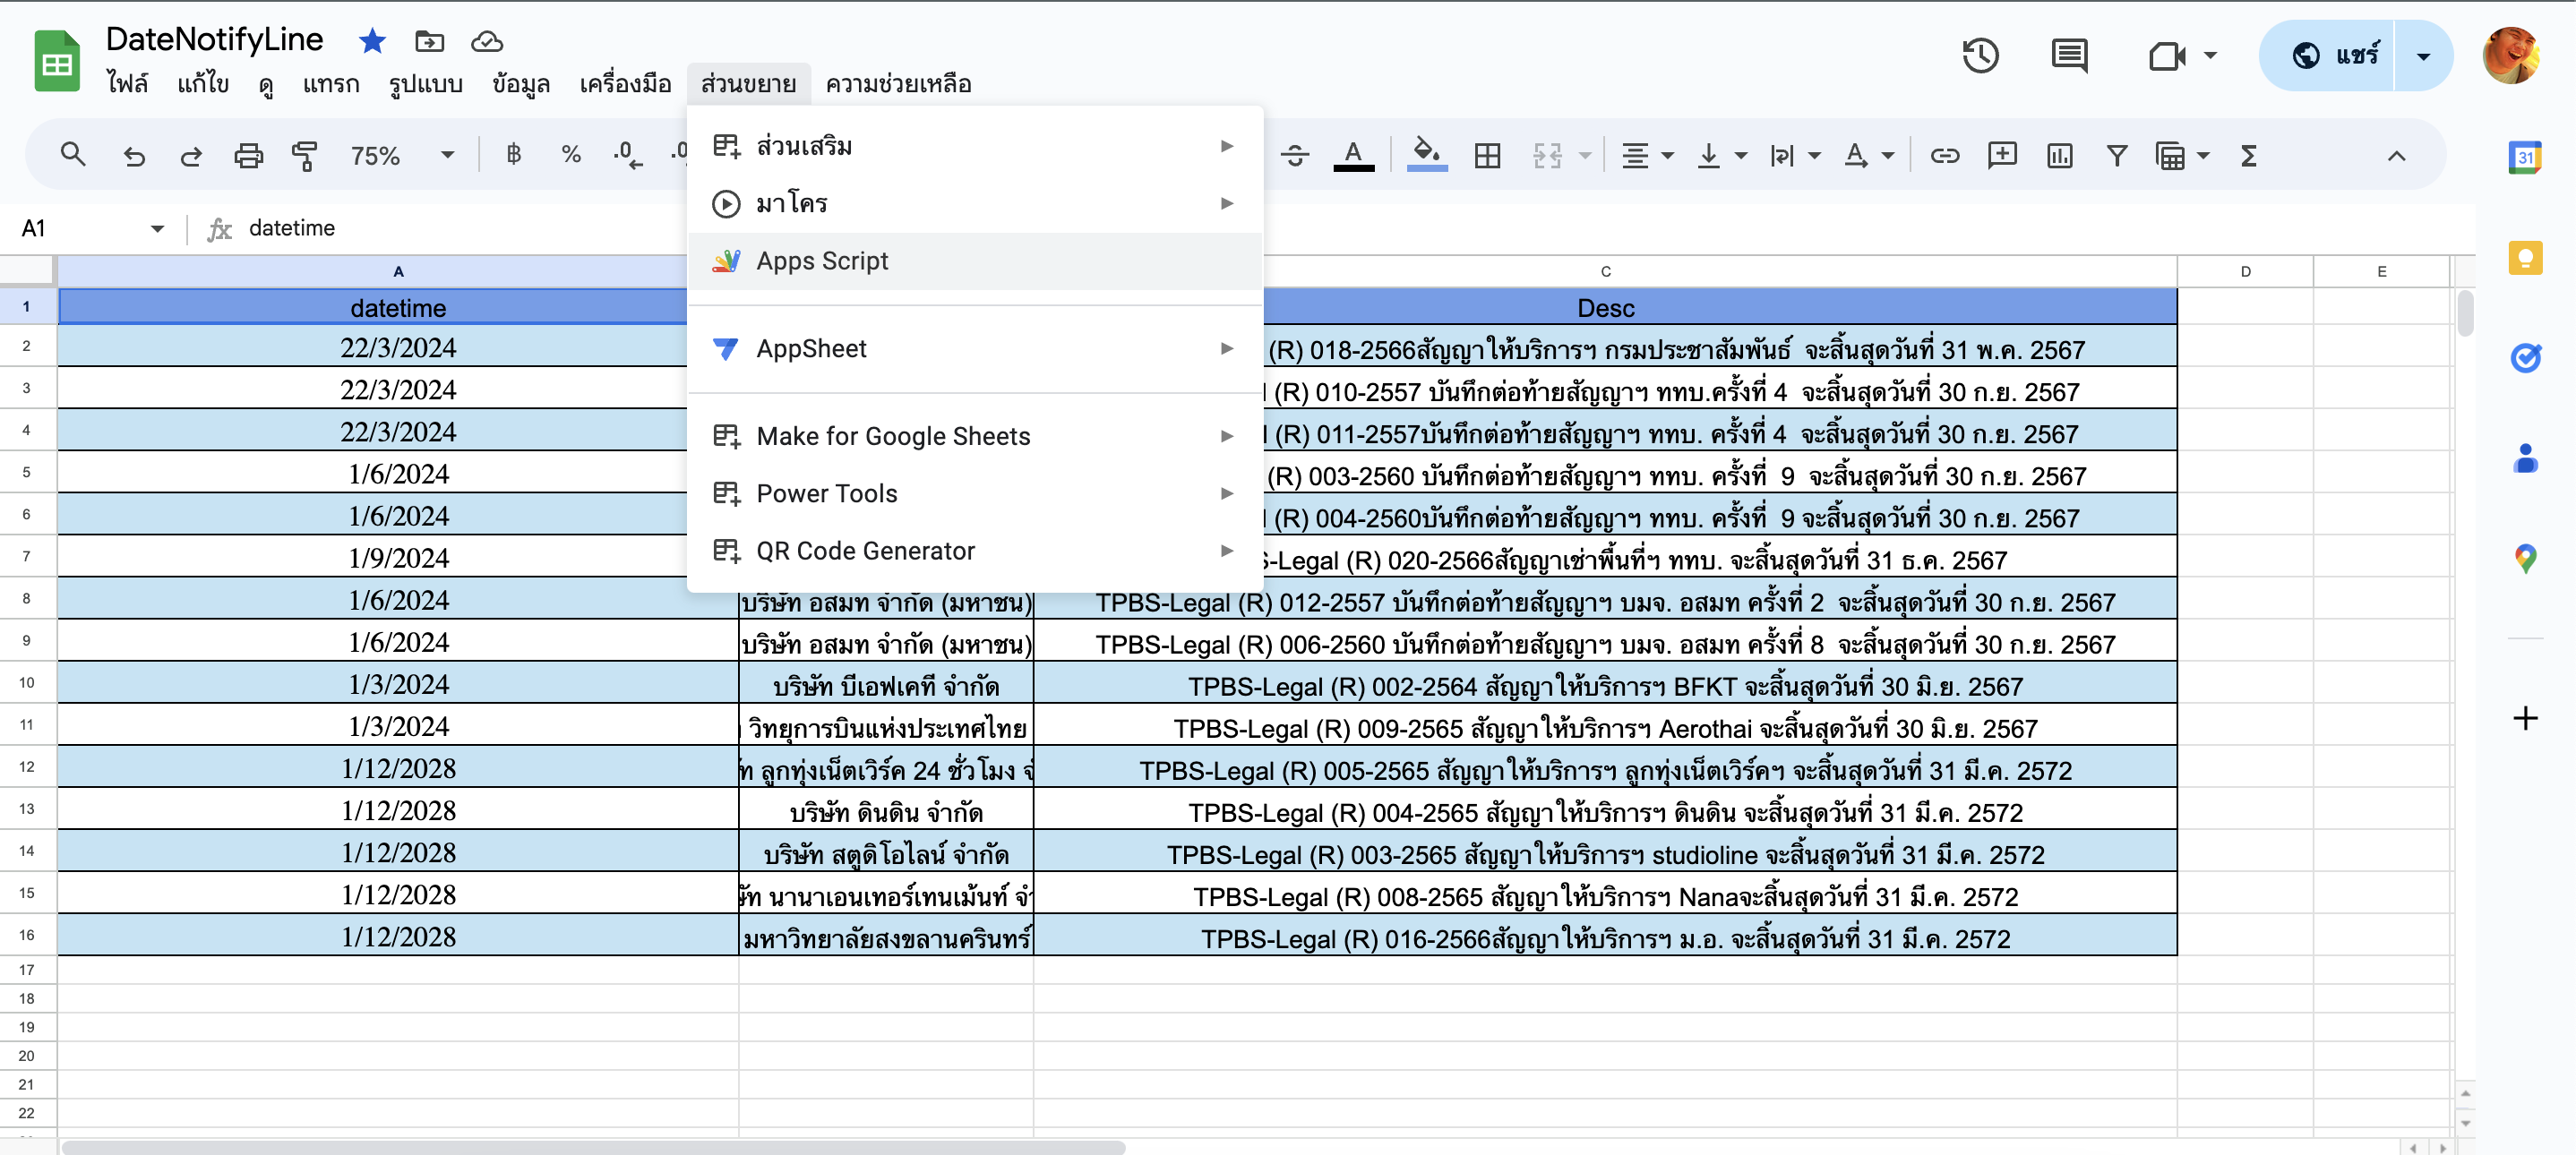 DateNotifyLine
ไฟล์ แก้ไข ดู แทรก รูปแบบ ข้อมูล เครื่องมือ ส่วนขยาย ความช่วยเหลือ
แชร์
75% ฿ % .0 .0
31
A1 fx datetime
ส่วนเสริม
มาโคร
Apps Script
AppSheet
Make for Google Sheets
Power Tools
QR Code Generator
A C D E
1 datetime Desc
2 22/3/2024 (R) 018-2566สัญญาให้บริการฯ กรมประชาสัมพันธ์ จะสิ้นสุดวันที่ 31 พ.ค. 2567
3 22/3/2024 (R) 010-2557 บันทึกต่อท้ายสัญญาฯ ททบ.ครั้งที่ 4 จะสิ้นสุดวันที่ 30 ก.ย. 2567
4 22/3/2024 (R) 011-2557บันทึกต่อท้ายสัญญาฯ ททบ. ครั้งที่ 4 จะสิ้นสุดวันที่ 30 ก.ย. 2567
5 1/6/2024 (R) 003-2560 บันทึกต่อท้ายสัญญาฯ ททบ. ครั้งที่ 9 จะสิ้นสุดวันที่ 30 ก.ย. 2567
6 1/6/2024 (R) 004-2560บันทึกต่อท้ายสัญญาฯ ททบ. ครั้งที่ 9 จะสิ้นสุดวันที่ 30 ก.ย. 2567
7 1/9/2024 S-Legal (R) 020-2566สัญญาเช่าพื้นที่ฯ ททบ. จะสิ้นสุดวันที่ 31 ธ.ค. 2567
8 1/6/2024 บริษัท อสมท จำกัด (มหาชน) TPBS-Legal (R) 012-2557 บันทึกต่อท้ายสัญญาฯ บมจ. อสมท ครั้งที่ 2 จะสิ้นสุดวันที่ 30 ก.ย. 2567
9 1/6/2024 บริษัท อสมท จำกัด (มหาชน) TPBS-Legal (R) 006-2560 บันทึกต่อท้ายสัญญาฯ บมจ. อสมท ครั้งที่ 8 จะสิ้นสุดวันที่ 30 ก.ย. 2567
10 1/3/2024 บริษัท บีเอฟเคที จำกัด TPBS-Legal (R) 002-2564 สัญญาให้บริการฯ BFKT จะสิ้นสุดวันที่ 30 มิ.ย. 2567
11 1/3/2024 วิทยุการบินแห่งประเทศไทย TPBS-Legal (R) 009-2565 สัญญาให้บริการฯ Aerothai จะสิ้นสุดวันที่ 30 มิ.ย. 2567
12 1/12/2028 ลูกทุ่งเน็ตเวิร์ค 24 ชั่วโมง TPBS-Legal (R) 005-2565 สัญญาให้บริการฯ ลูกทุ่งเน็ตเวิร์คฯ จะสิ้นสุดวันที่ 31 มี.ค. 2572
13 1/12/2028 บริษัท ดินดิน จำกัด TPBS-Legal (R) 004-2565 สัญญาให้บริการฯ ดินดิน จะสิ้นสุดวันที่ 31 มี.ค. 2572
14 1/12/2028 บริษัท สตูดิโอไลน์ จำกัด TPBS-Legal (R) 003-2565 สัญญาให้บริการฯ studioline จะสิ้นสุดวันที่ 31 มี.ค. 2572
15 1/12/2028 นานาเอนเทอร์เทนเม้นท์ TPBS-Legal (R) 008-2565 สัญญาให้บริการฯ Nanaจะสิ้นสุดวันที่ 31 มี.ค. 2572
16 1/12/2028 มหาวิทยาลัยสงขลานครินทร์ TPBS-Legal (R) 016-2566สัญญาให้บริการฯ ม.อ. จะสิ้นสุดวันที่ 31 มี.ค. 2572
17
18
19
20
21
22